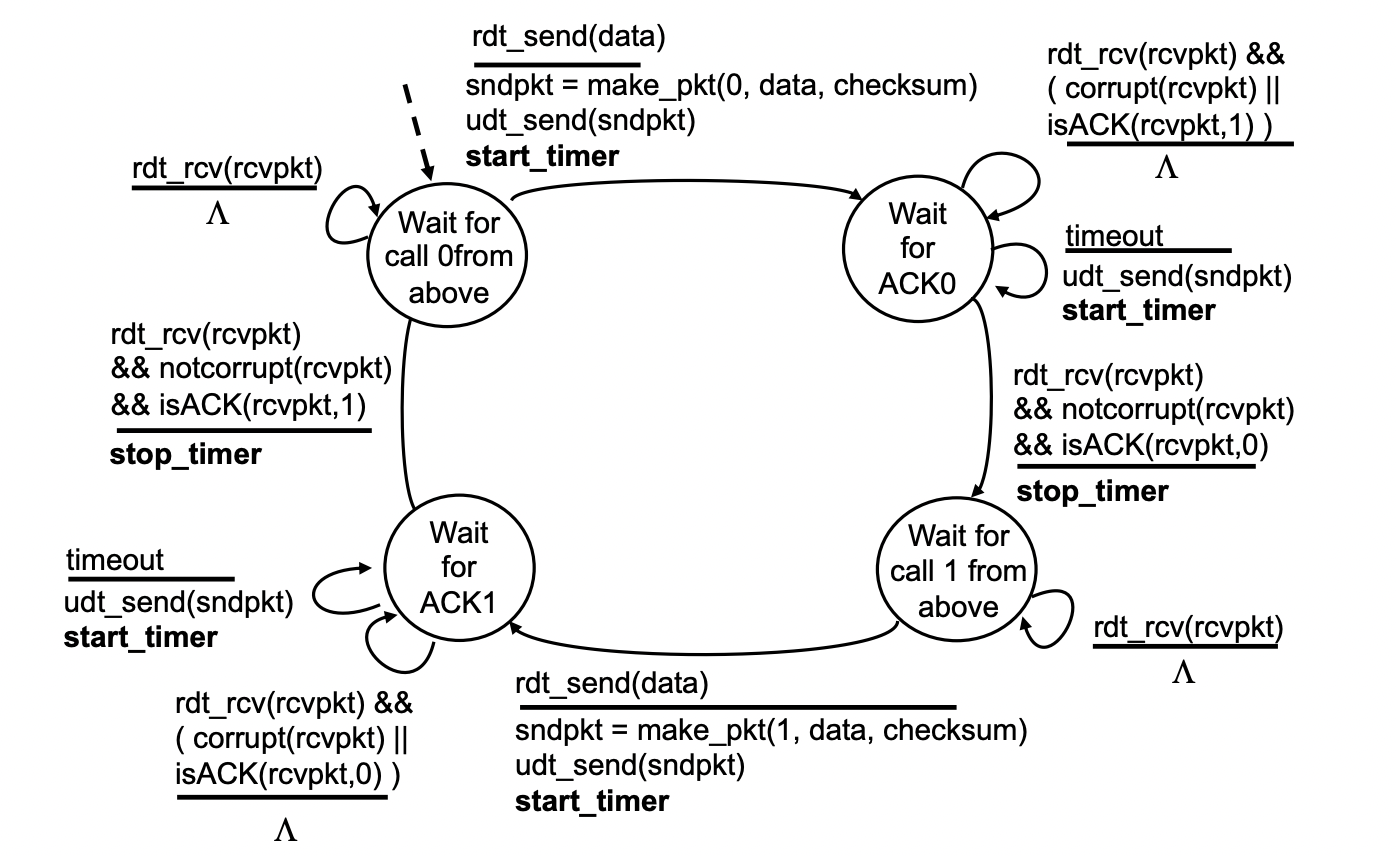 rdt_send(data)
sndpkt = make_pkt(0, data, checksum)
udt_send(sndpkt)
start_timer
rdt_rcv(rcvpkt) &&
( corrupt(rcvpkt) ||
isACK(rcvpkt,1) )
Λ
rdt_rcv(rcvpkt)
Λ
Wait for
call 0from
above
Wait
for
ACK0
timeout
udt_send(sndpkt)
start_timer
rdt_rcv(rcvpkt)
&& notcorrupt(rcvpkt)
&& isACK(rcvpkt,1)
stop_timer
rdt_rcv(rcvpkt)
&& notcorrupt(rcvpkt)
&& isACK(rcvpkt,0)
stop_timer
Wait
for
ACK1
Wait for
call 1 from
above
timeout
udt_send(sndpkt)
start_timer
rdt_rcv(rcvpkt)
Λ
rdt_rcv(rcvpkt) &&
( corrupt(rcvpkt) ||
isACK(rcvpkt,0) )
Λ
rdt_send(data)
sndpkt = make_pkt(1, data, checksum)
udt_send(sndpkt)
start_timer